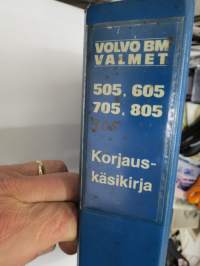 VOLVO BM
VALMET
505, 605
705, 805
Korjaus-
käsikirja